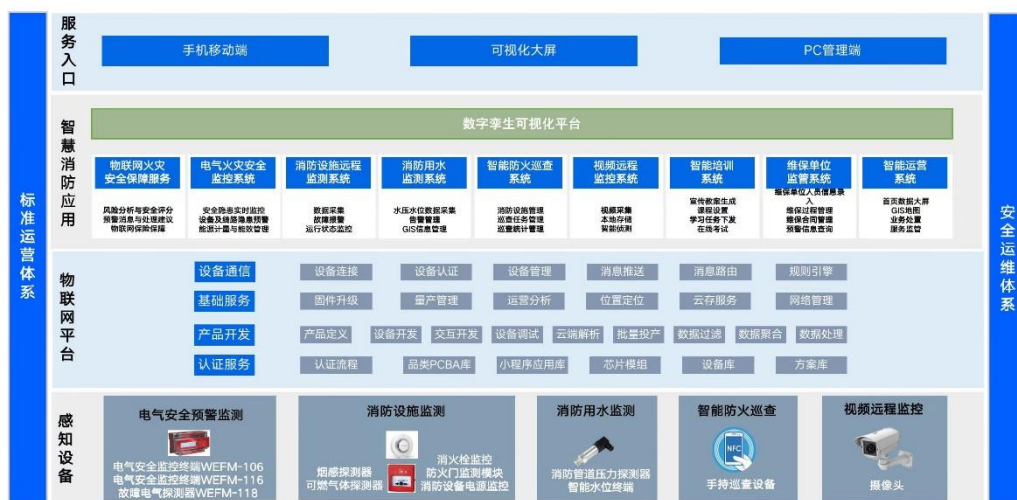 标准运营体系
服务入口
手机移动端
可视化大屏
PC管理端
智慧消防应用
数字孪生可视化平台
物联网火灾
安全保障服务
风险分析与安全评分
预警消息与处理建议
物联网保险保障
电气火灾安全
监控系统
安全隐患实时监控
设备及线路隐患预警
能源计量与能效管理
消防设施远程
监测系统
数据采集
故障报警
运行状态监控
消防用水
监测系统
水压水位数据采集
告警管理
GIS信息管理
智能防火巡查
系统
消防设施管理
巡查任务管理
巡查统计管理
视频远程
监控系统
视频采集
本地存储
智能侦测
智能培训
系统
宣传教案生成
课程设置
学习任务下发
在线考试
维保单位
监管系统
维保单位人员信息录
入
维保过程管理
维保合同管理
预警信息查询
智能运营
系统
首页数据大屏
GIS地图
业务处置
服务监管
物联网平台
设备通信
设备连接
设备认证
设备管理
消息推送
消息路由
规则引擎
基础服务
固件升级
量产管理
运营分析
位置定位
云存服务
网络管理
产品开发
产品定义
设备开发
交互开发
设备调试
云端解析
批量投产
数据过滤
数据聚合
数据处理
认证服务
认证流程
品类PCBA库
小程序应用库
芯片模组
设备库
方案库
感知设备
电气安全预警监测
电气安全监控终端WEFM-106
电气安全监控终端WEFM-116
故障电气探测器WEFM-118
消防设施监测
烟感探测器
可燃气体探测器
消火栓监控
防火门监测模块
消防设备电源监控
消防用水监测
消防管道压力探测器
智能水位终端
智能防火巡查
NFC
手持巡查设备
视频远程监控
摄像头
安全运维体系